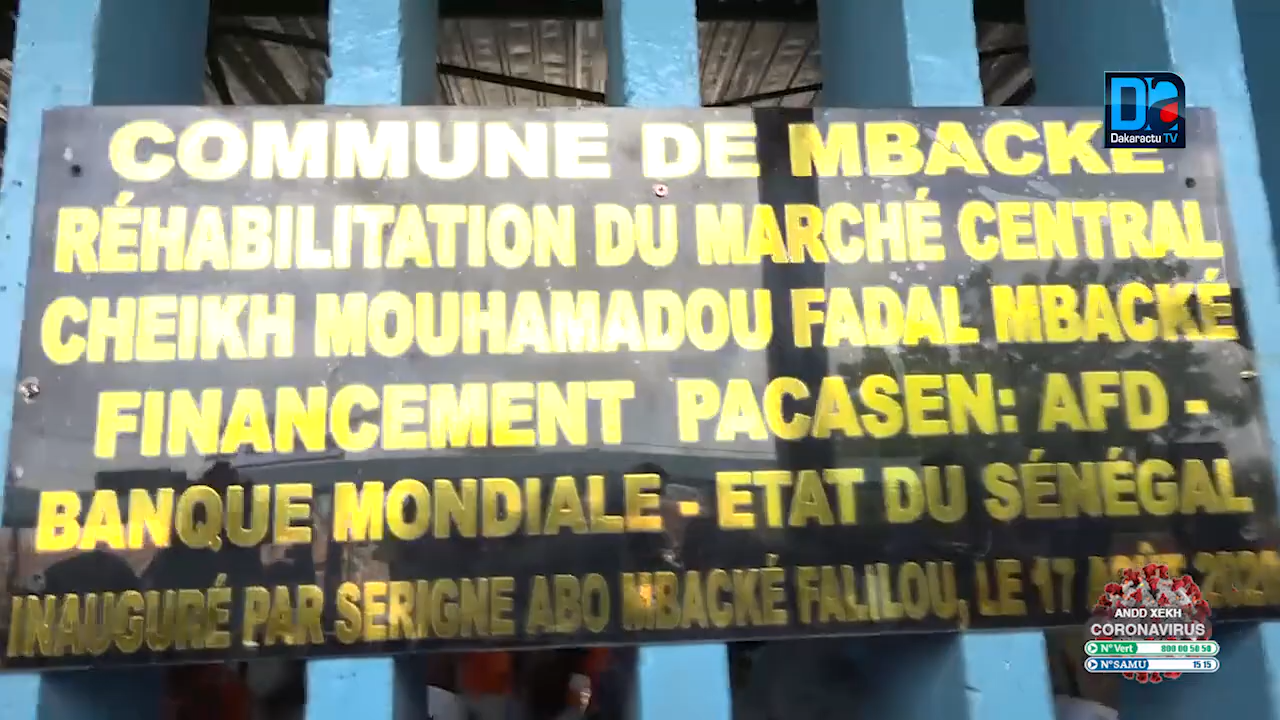 COMMUNE DE MBACKE
RÉHABILITATION DU MARCHÉ CENTRAL
CHEIKH MOUHAMADOU FADAL MBACKÉ
FINANCEMENT PACASEN: AFD -
BANQUE MONDIALE - ETAT DU SÉNÉGAL
INAUGURÉ PAR SERIGNE ABO MBACKÉ FALILOU, LE 17 AOÛT 2020
Dakaractu TV
ANDD XEKH
CORONAVIRUS
N° Vert 800 00 50 50
N° SAMU 15 15